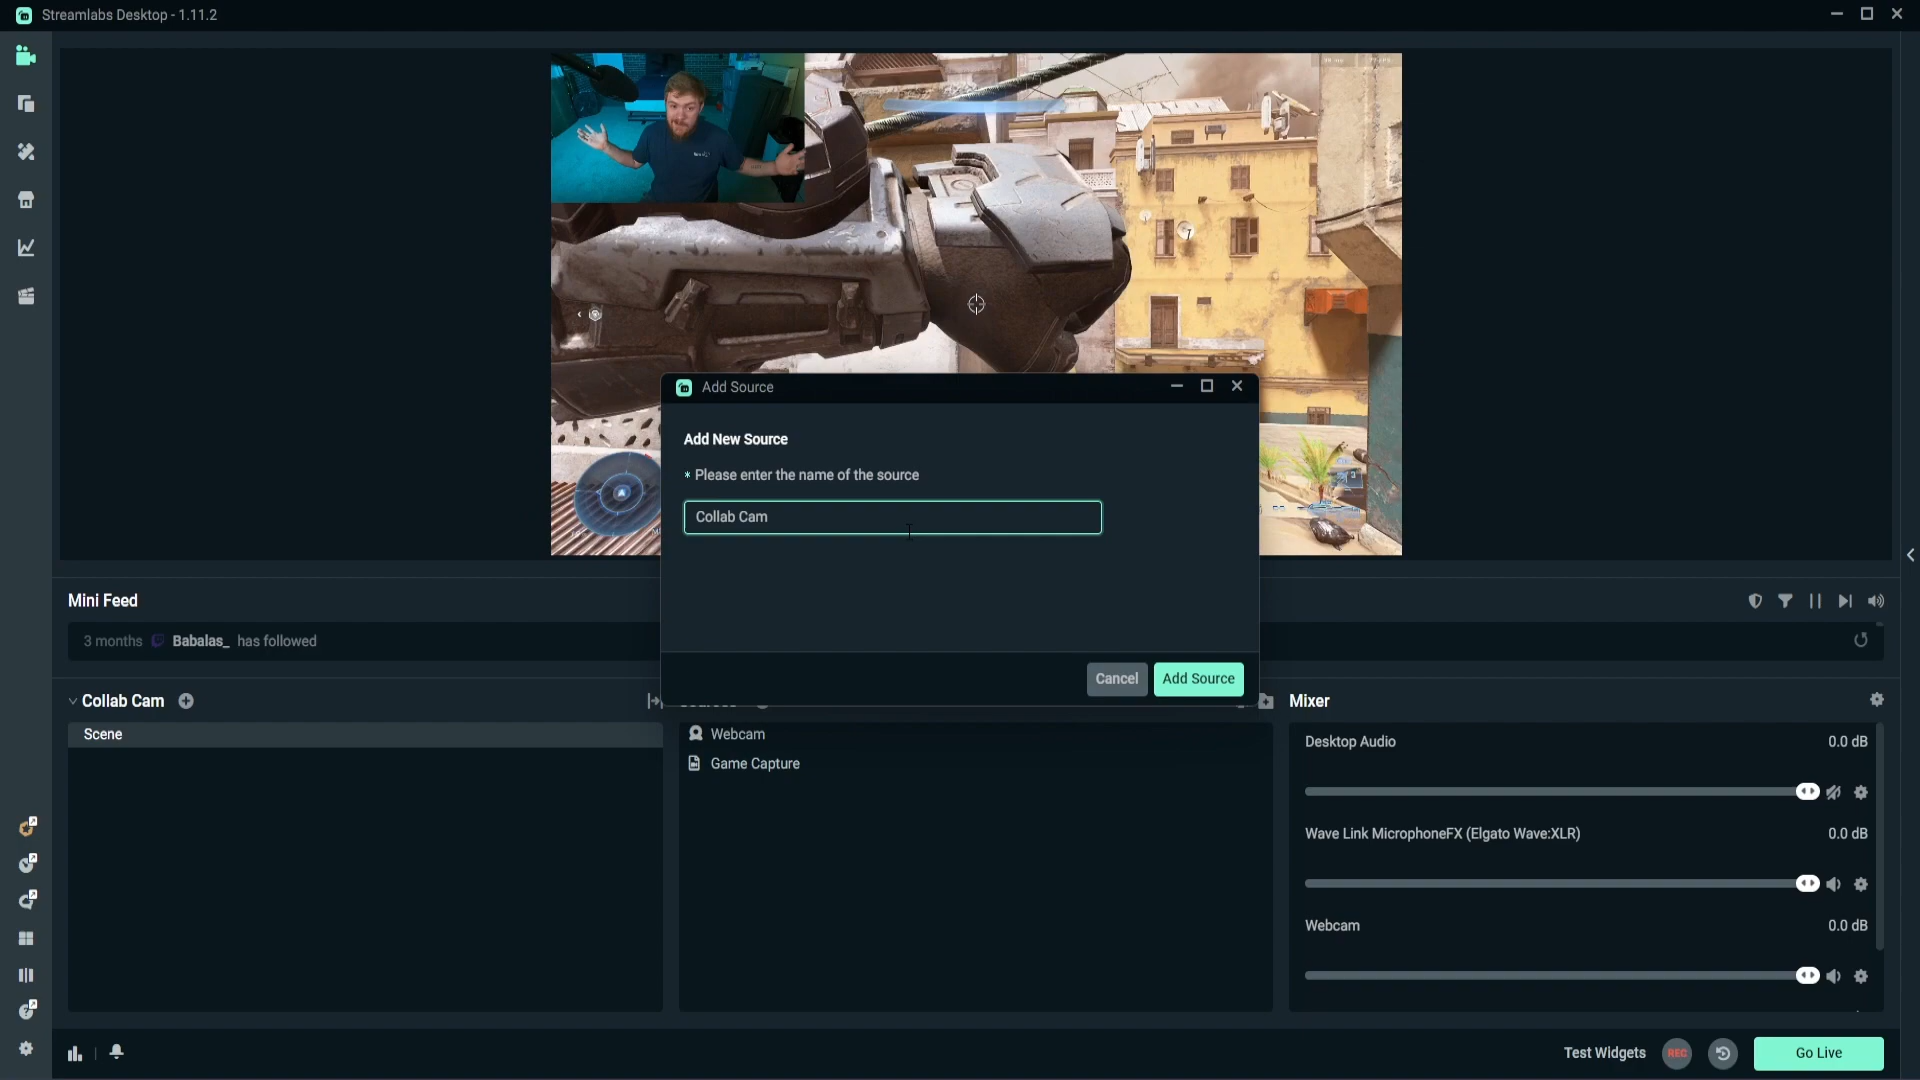 Streamlabs Desktop - 1.11.2
Add Source
Add New Source
* Please enter the name of the source
Collab Cam
Cancel
Add Source
Mini Feed
3 months Babalas_ has followed
Collab Cam
Scene
Webcam
Game Capture
Mixer
Desktop Audio 0.0 dB
Wave Link MicrophoneFX (Elgato Wave:XLR) 0.0 dB
Webcam 0.0 dB
Test Widgets
REC
Go Live